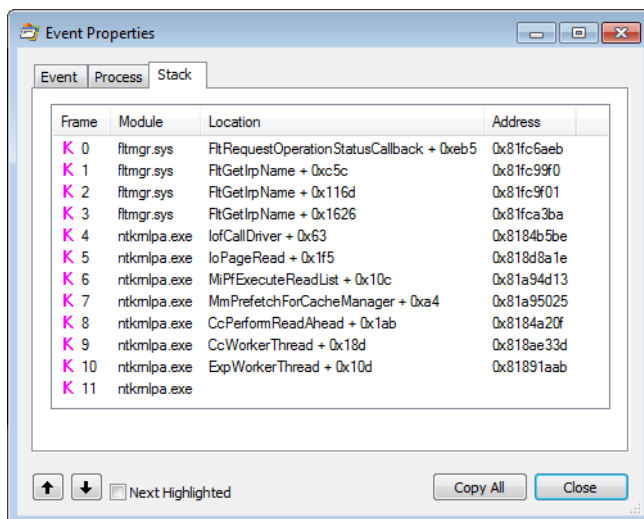 Event Properties
Event Process Stack
Frame Module Location Address
K 0 fltmgr.sys FltRequestOperationStatusCallback + 0xeb5 0x81fc6aeb
K 1 fltmgr.sys FltGetIrpName + 0xc5c 0x81fc99f0
K 2 fltmgr.sys FltGetIrpName + 0x116d 0x81fc9f01
K 3 fltmgr.sys FltGetIrpName + 0x1626 0x81fca3ba
K 4 ntkrnlpa.exe IofCallDriver + 0x63 0x8184b5be
K 5 ntkrnlpa.exe IoPageRead + 0x1f5 0x818d8a1e
K 6 ntkrnlpa.exe MiPfExecuteReadList + 0x10c 0x81a94d13
K 7 ntkrnlpa.exe MmPrefetchForCacheManager + 0xa4 0x81a95025
K 8 ntkrnlpa.exe CcPerformReadAhead + 0x1ab 0x8184a20f
K 9 ntkrnlpa.exe CcWorkerThread + 0x18d 0x818ae33d
K 10 ntkrnlpa.exe ExpWorkerThread + 0x10d 0x81891aab
K 11 ntkrnlpa.exe
Next Highlighted Copy All Close